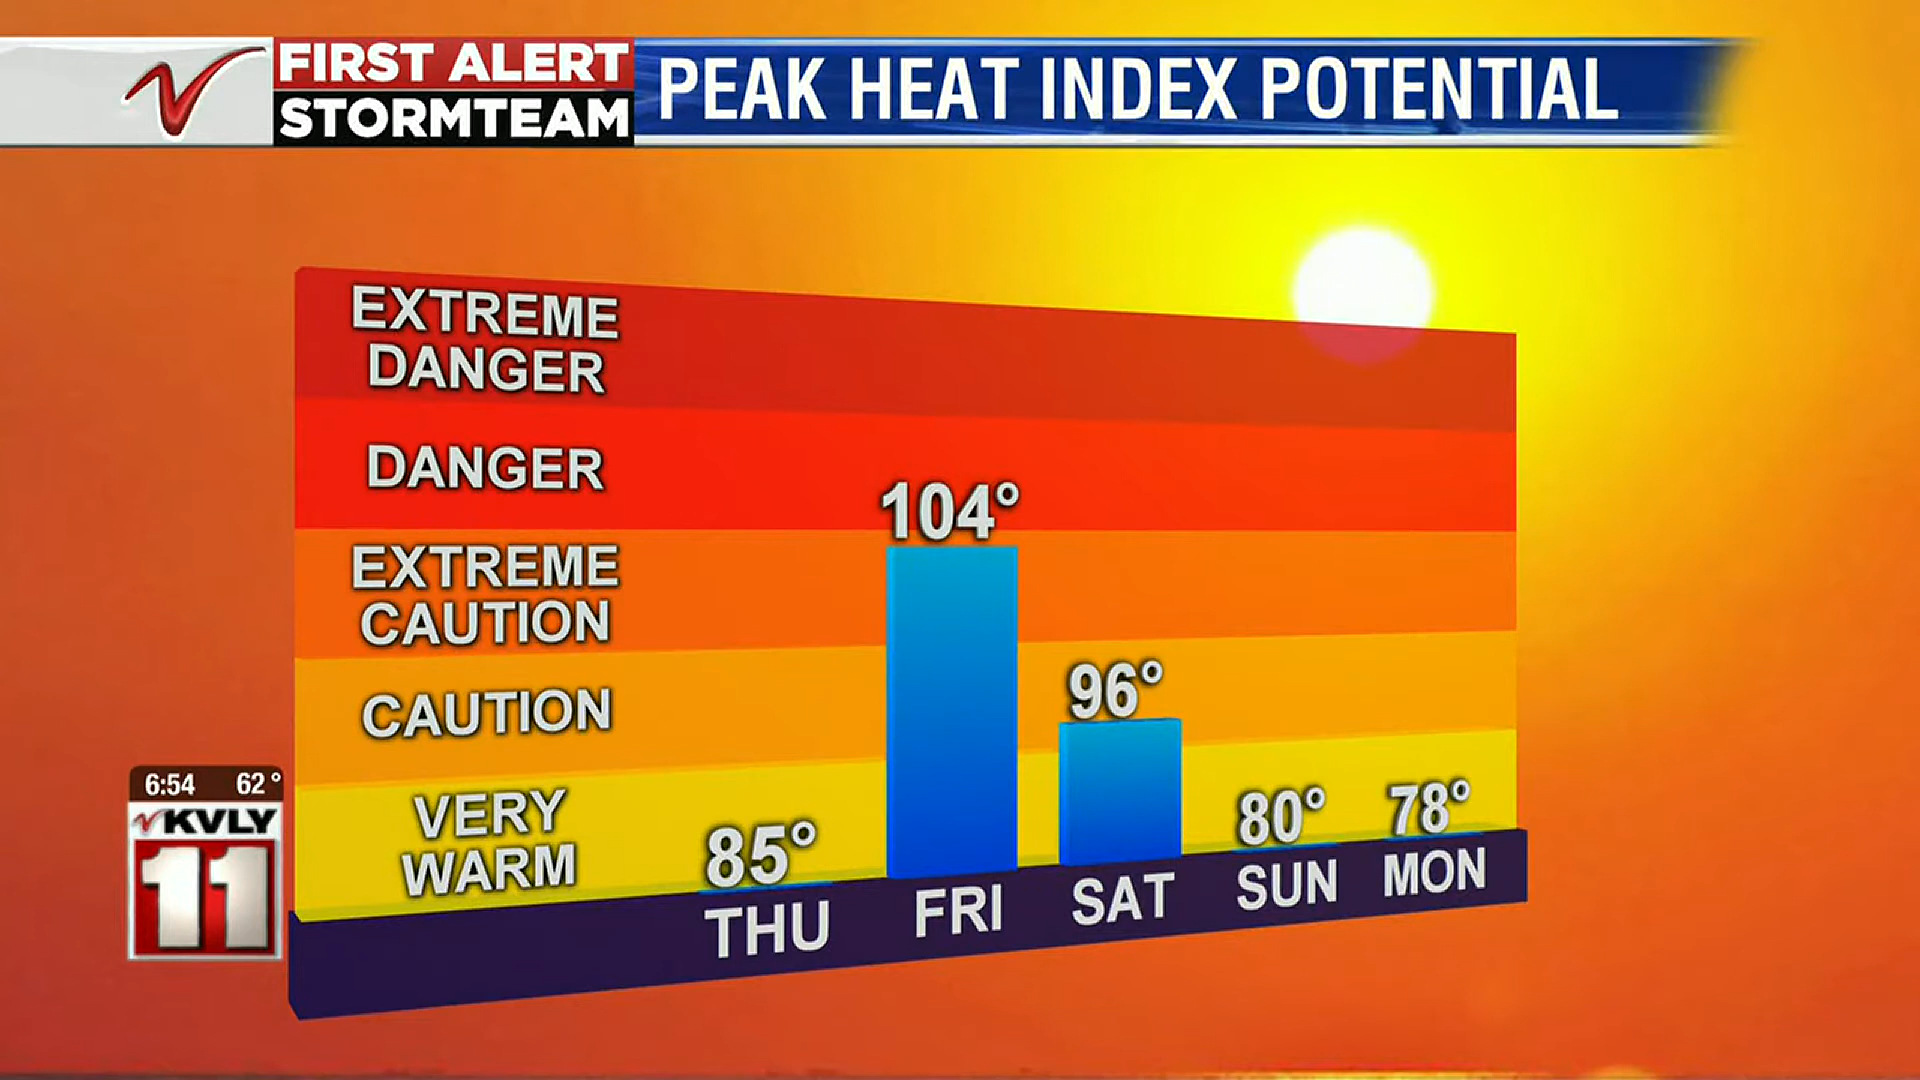 FIRST ALERT
STORMTEAM
PEAK HEAT INDEX POTENTIAL
EXTREME
DANGER
DANGER
EXTREME
CAUTION
CAUTION
VERY
WARM
85°
104°
96°
80°
78°
THU
FRI
SAT
SUN
MON
6:54 62°
KVLY
11